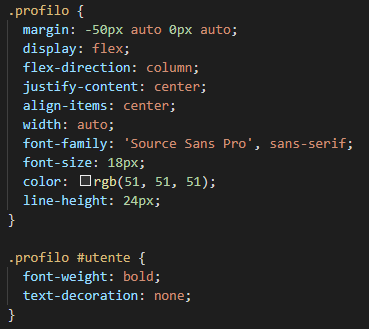 .profilo {
margin: -50px auto 0px auto;
display: flex;
flex-direction: column;
justify-content: center;
align-items: center;
width: auto;
font-family: 'Source Sans Pro', sans-serif;
font-size: 18px;
color: rgb(51, 51, 51);
line-height: 24px;
}
.profilo #utente {
font-weight: bold;
text-decoration: none;
}